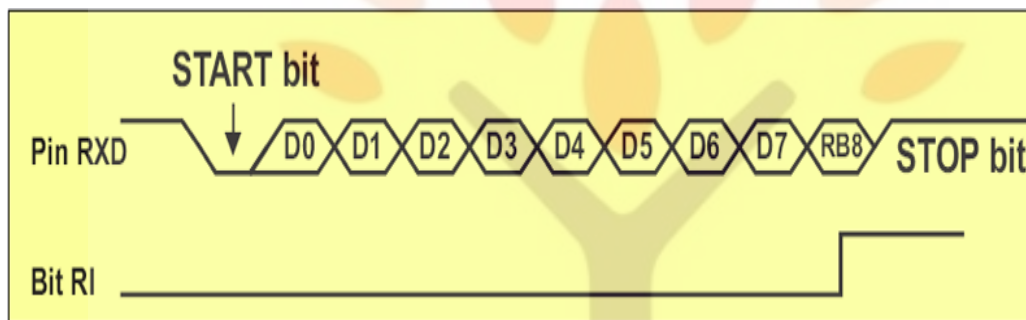 START bit
Pin RXD D0 D1 D2 D3 D4 D5 D6 D7 RB8 STOP bit
Bit RI